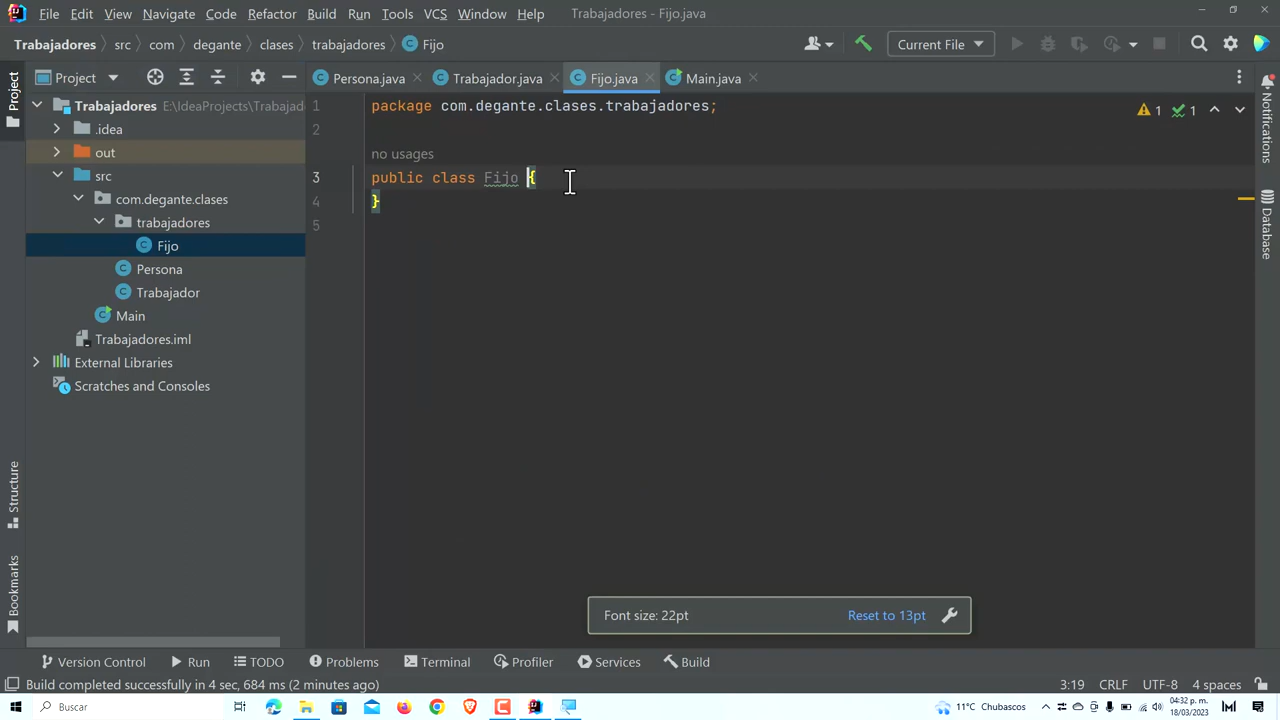 File Edit View Navigate Code Refactor Build Run Tools VCS Window Help Trabajadores - Fijo.java
Trabajadores src com degante clases trabajadores Fijo Current File
Project Persona.java Trabajador.java Fijo.java Main.java
Project
Trabajadores E:\IdeaProjects\Trabajad
.idea
out
src
com.degante.clases
trabajadores
Fijo
Persona
Trabajador
Main
Trabajadores.iml
External Libraries
Scratches and Consoles
Structure
Bookmarks
1 package com.degante.clases.trabajadores;
2
no usages
3 public class Fijo {
4 }
5
1 1
Notifications
Database
Font size: 22pt Reset to 13pt
Version Control Run TODO Problems Terminal Profiler Services Build
Build completed successfully in 4 sec, 684 ms (2 minutes ago) 3:19 CRLF UTF-8 4 spaces
Buscar 11°C Chubascos 04:32 p. m.
18/03/2023